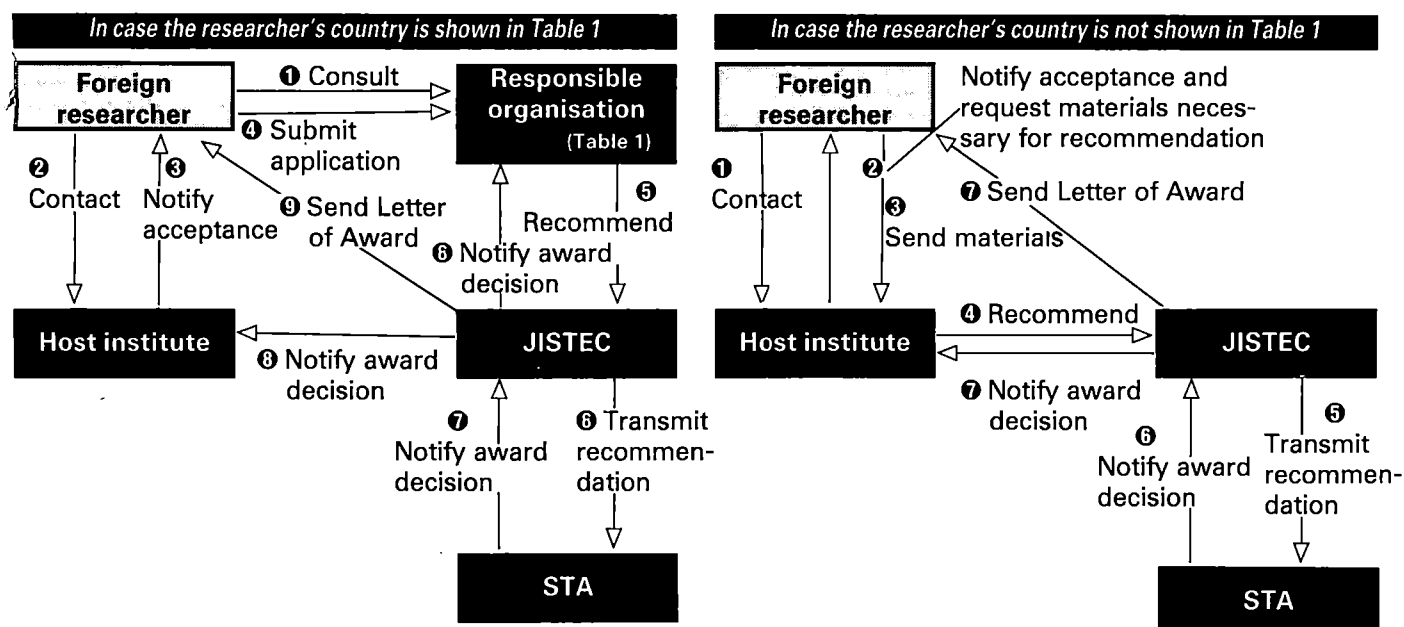 In case the researcher's country is shown in Table 1
Foreign
researcher
❶ Consult
❹ Submit
application
Responsible
organisation
(Table 1)
❷
Contact
❸
Notify
acceptance
❾ Send Letter
of Award
❺
Recommend
❻ Notify award
decision
Host institute
❽ Notify award
decision
JISTEC
❼
Notify award
decision
❻ Transmit
recommen-
dation
STA
In case the researcher's country is not shown in Table 1
Foreign
researcher
Notify acceptance and
request materials neces-
sary for recommendation
❶
Contact
❷
❸
Send materials
❼ Send Letter of Award
Host institute
❹ Recommend
JISTEC
❼ Notify award
decision
❻
Notify award
decision
❺
Transmit
recommen-
dation
STA